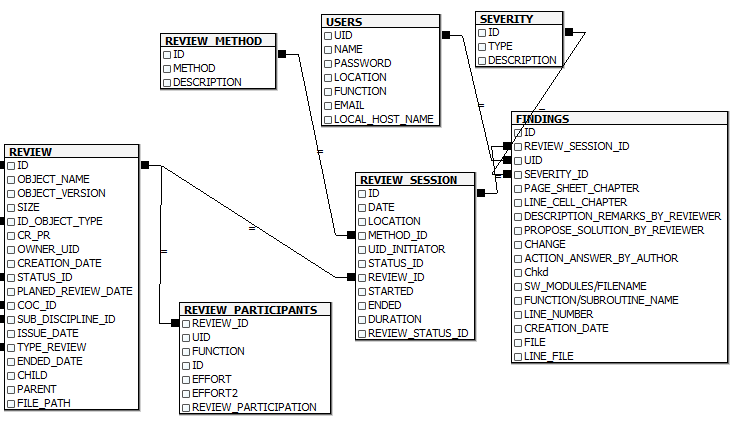 REVIEW_METHOD
ID
METHOD
DESCRIPTION
USERS
UID
NAME
PASSWORD
LOCATION
FUNCTION
EMAIL
LOCAL_HOST_NAME
SEVERITY
ID
TYPE
DESCRIPTION
REVIEW
ID
OBJECT_NAME
OBJECT_VERSION
SIZE
ID_OBJECT_TYPE
CR_PR
OWNER_UID
CREATION_DATE
STATUS_ID
PLANED_REVIEW_DATE
COC_ID
SUB_DISCIPLINE_ID
ISSUE_DATE
TYPE_REVIEW
ENDED_DATE
CHILD
PARENT
FILE_PATH
REVIEW_PARTICIPANTS
REVIEW_ID
UID
FUNCTION
ID
EFFORT
EFFORT2
REVIEW_PARTICIPATION
REVIEW_SESSION
ID
DATE
LOCATION
METHOD_ID
UID_INITIATOR
STATUS_ID
REVIEW_ID
STARTED
ENDED
DURATION
REVIEW_STATUS_ID
FINDINGS
ID
REVIEW_SESSION_ID
UID
SEVERITY_ID
PAGE_SHEET_CHAPTER
LINE_CELL_CHAPTER
DESCRIPTION_REMARKS_BY_REVIEWER
PROPOSE_SOLUTION_BY_REVIEWER
CHANGE
ACTION_ANSWER_BY_AUTHOR
Chkd
SW_MODULES/FILENAME
FUNCTION/SUBROUTINE_NAME
LINE_NUMBER
CREATION_DATE
FILE
LINE_FILE
=
=
=
=
=
=